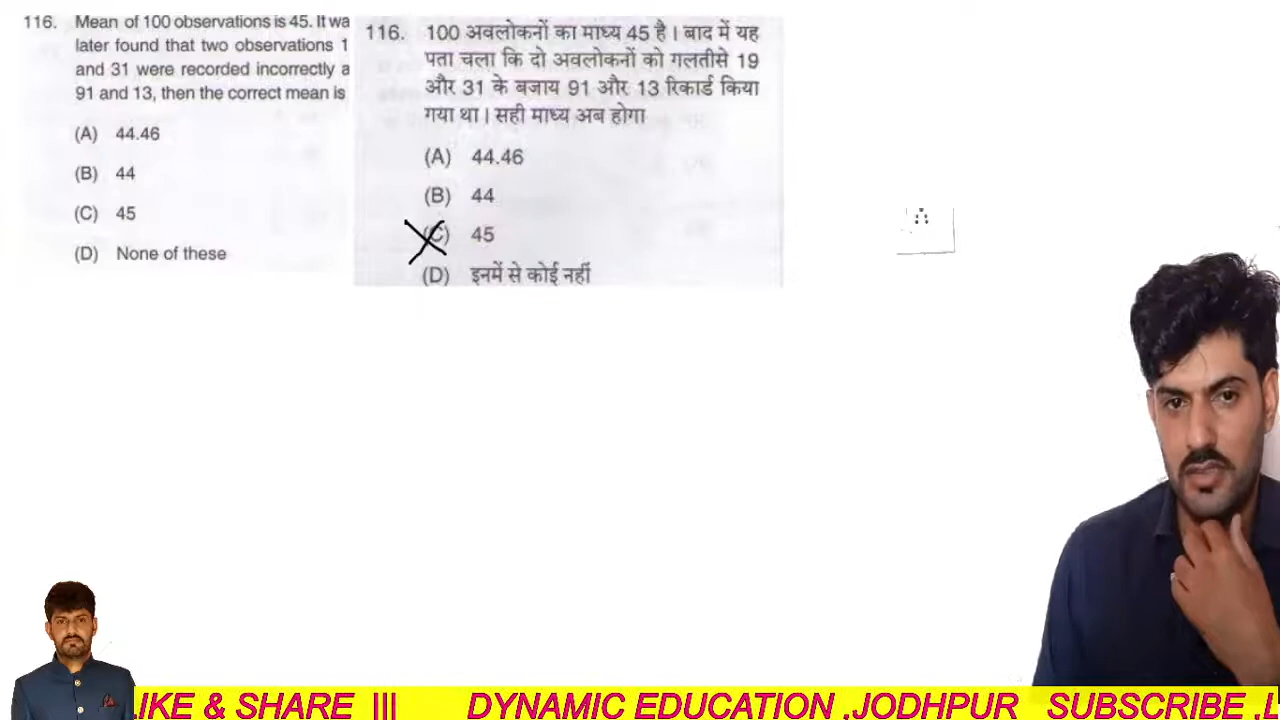 116. Mean of 100 observations is 45. It wa
later found that two observations 1
and 31 were recorded incorrectly a
91 and 13, then the correct mean is
(A) 44.46
(B) 44
(C) 45
(D) None of these
116. 100 अवलोकनों का माध्य 45 है। बाद में यह
पता चला कि दो अवलोकनों को गलतीसे 19
और 31 के बजाय 91 और 13 रिकार्ड किया
गया था। सही माध्य अब होगा
(A) 44.46
(B) 44
(C) 45
(D) इनमें से कोई नहीं
IKE & SHARE ||| DYNAMIC EDUCATION ,JODHPUR SUBSCRIBE ,L